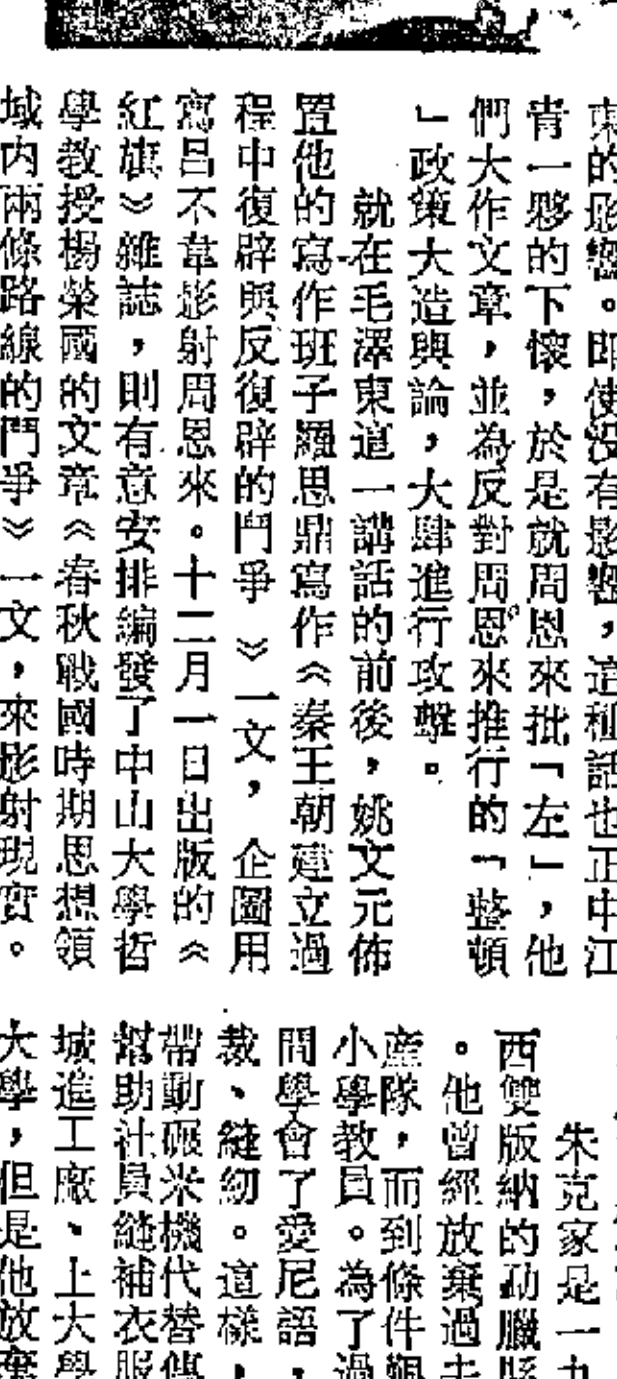 東的影響。即使没有影響，這種話也正中江
青一夥的下懷，於是就周恩來批「左」，他
們大作文章，並為反對周恩來推行的「整頓
」政策大造輿論，大肆進行攻擊。
就在毛澤東這一講話的前後，姚文元佈
置他的寫作班子羅思鼎寫作《秦王朝建立過
程中復辟與反復辟的鬥爭》一文，企圖用
寫呂不韋影射周恩來。十二月一日出版的《
紅旗》雜誌，則有意安排編發了中山大學哲
學教授楊榮國的文章《春秋戰國時期思想領
域内兩條路線的鬥爭》一文，來影射現實。
朱克家是一九
西雙版納的勐臘縣
。他曾經放棄過去
產隊，而到條件艱
小學教員。為了過
間學會了愛尼語，
裁、縫紉。這樣，
帶動碾米機代替傳
幫助社員縫補衣服
城進工廠、上大學
大學，但是他放棄